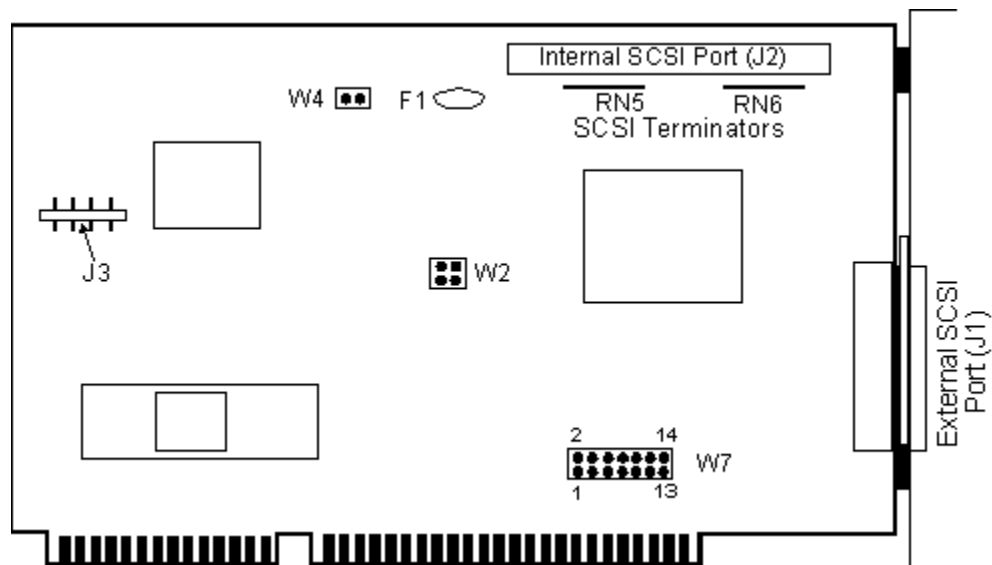 Internal SCSI Port (J2)
W4
F1
RN5
RN6
SCSI Terminators
J3
W2
External SCSI
Port (J1)
2
14
W7
1
13